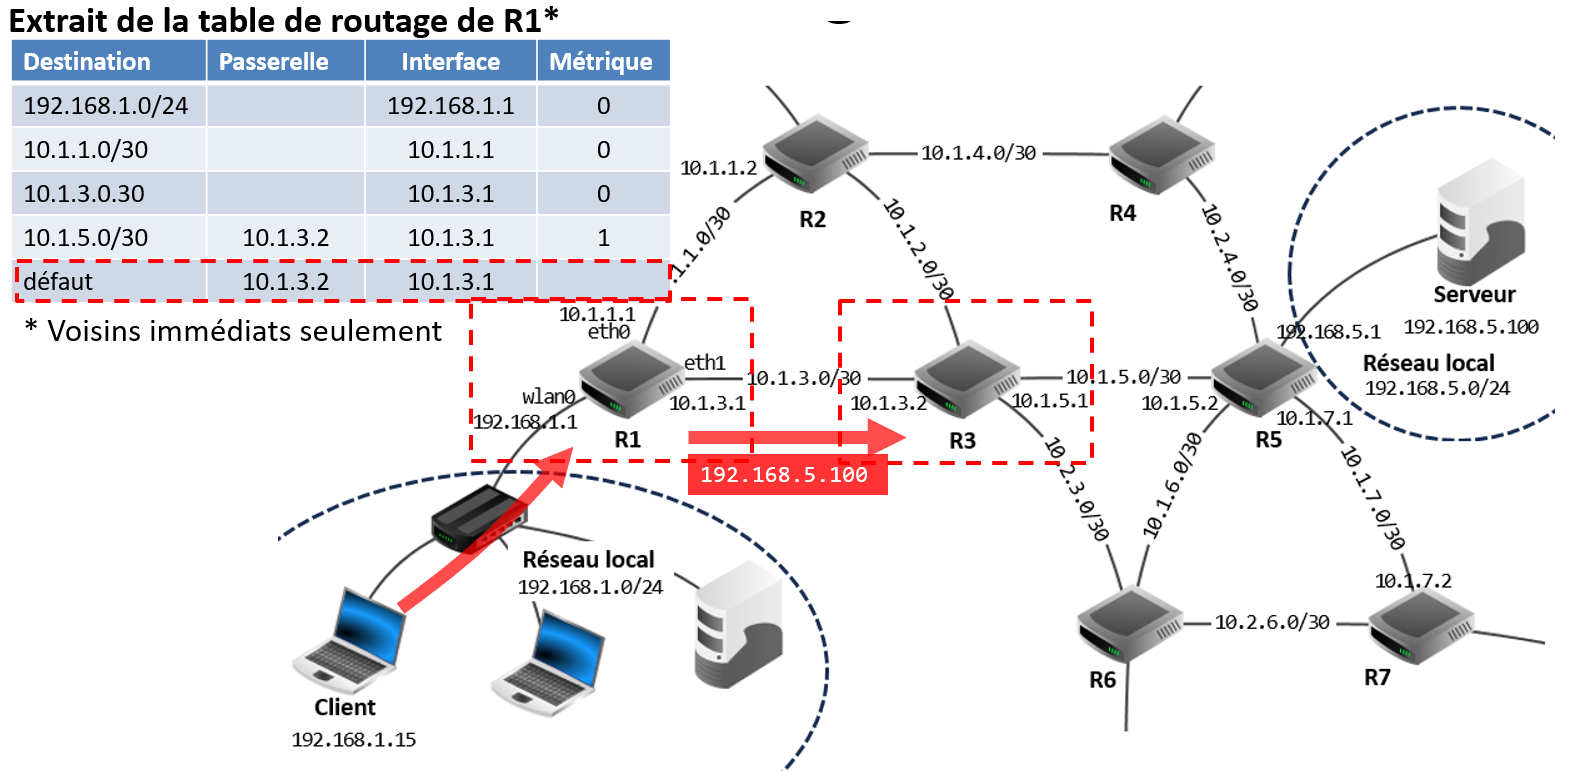 Extrait de la table de routage de R1*
Destination Passerelle Interface Métrique
192.168.1.0/24 192.168.1.1 0
10.1.1.0/30 10.1.1.1 0
10.1.3.0.30 10.1.3.1 0
10.1.5.0/30 10.1.3.2 10.1.3.1 1
défaut 10.1.3.2 10.1.3.1
* Voisins immédiats seulement
10.1.1.2
R2
10.1.4.0/30
R4
.1.1.0/30
10.1.2.0/30
10.2.4.0/30
Serveur
192.168.5.100
192.168.5.1
Réseau local
192.168.5.0/24
10.1.1.1
eth0
eth1
wlan0
192.168.1.1
R1
10.1.3.0/30
10.1.3.1
10.1.3.2
R3
10.1.5.0/30
10.1.5.1
10.1.5.2
R5
10.1.7.1
192.168.5.100
10.2.3.0/30
10.1.6.0/30
10.1.7.0/30
Réseau local
192.168.1.0/24
10.1.7.2
10.2.6.0/30
R6
R7
Client
192.168.1.15